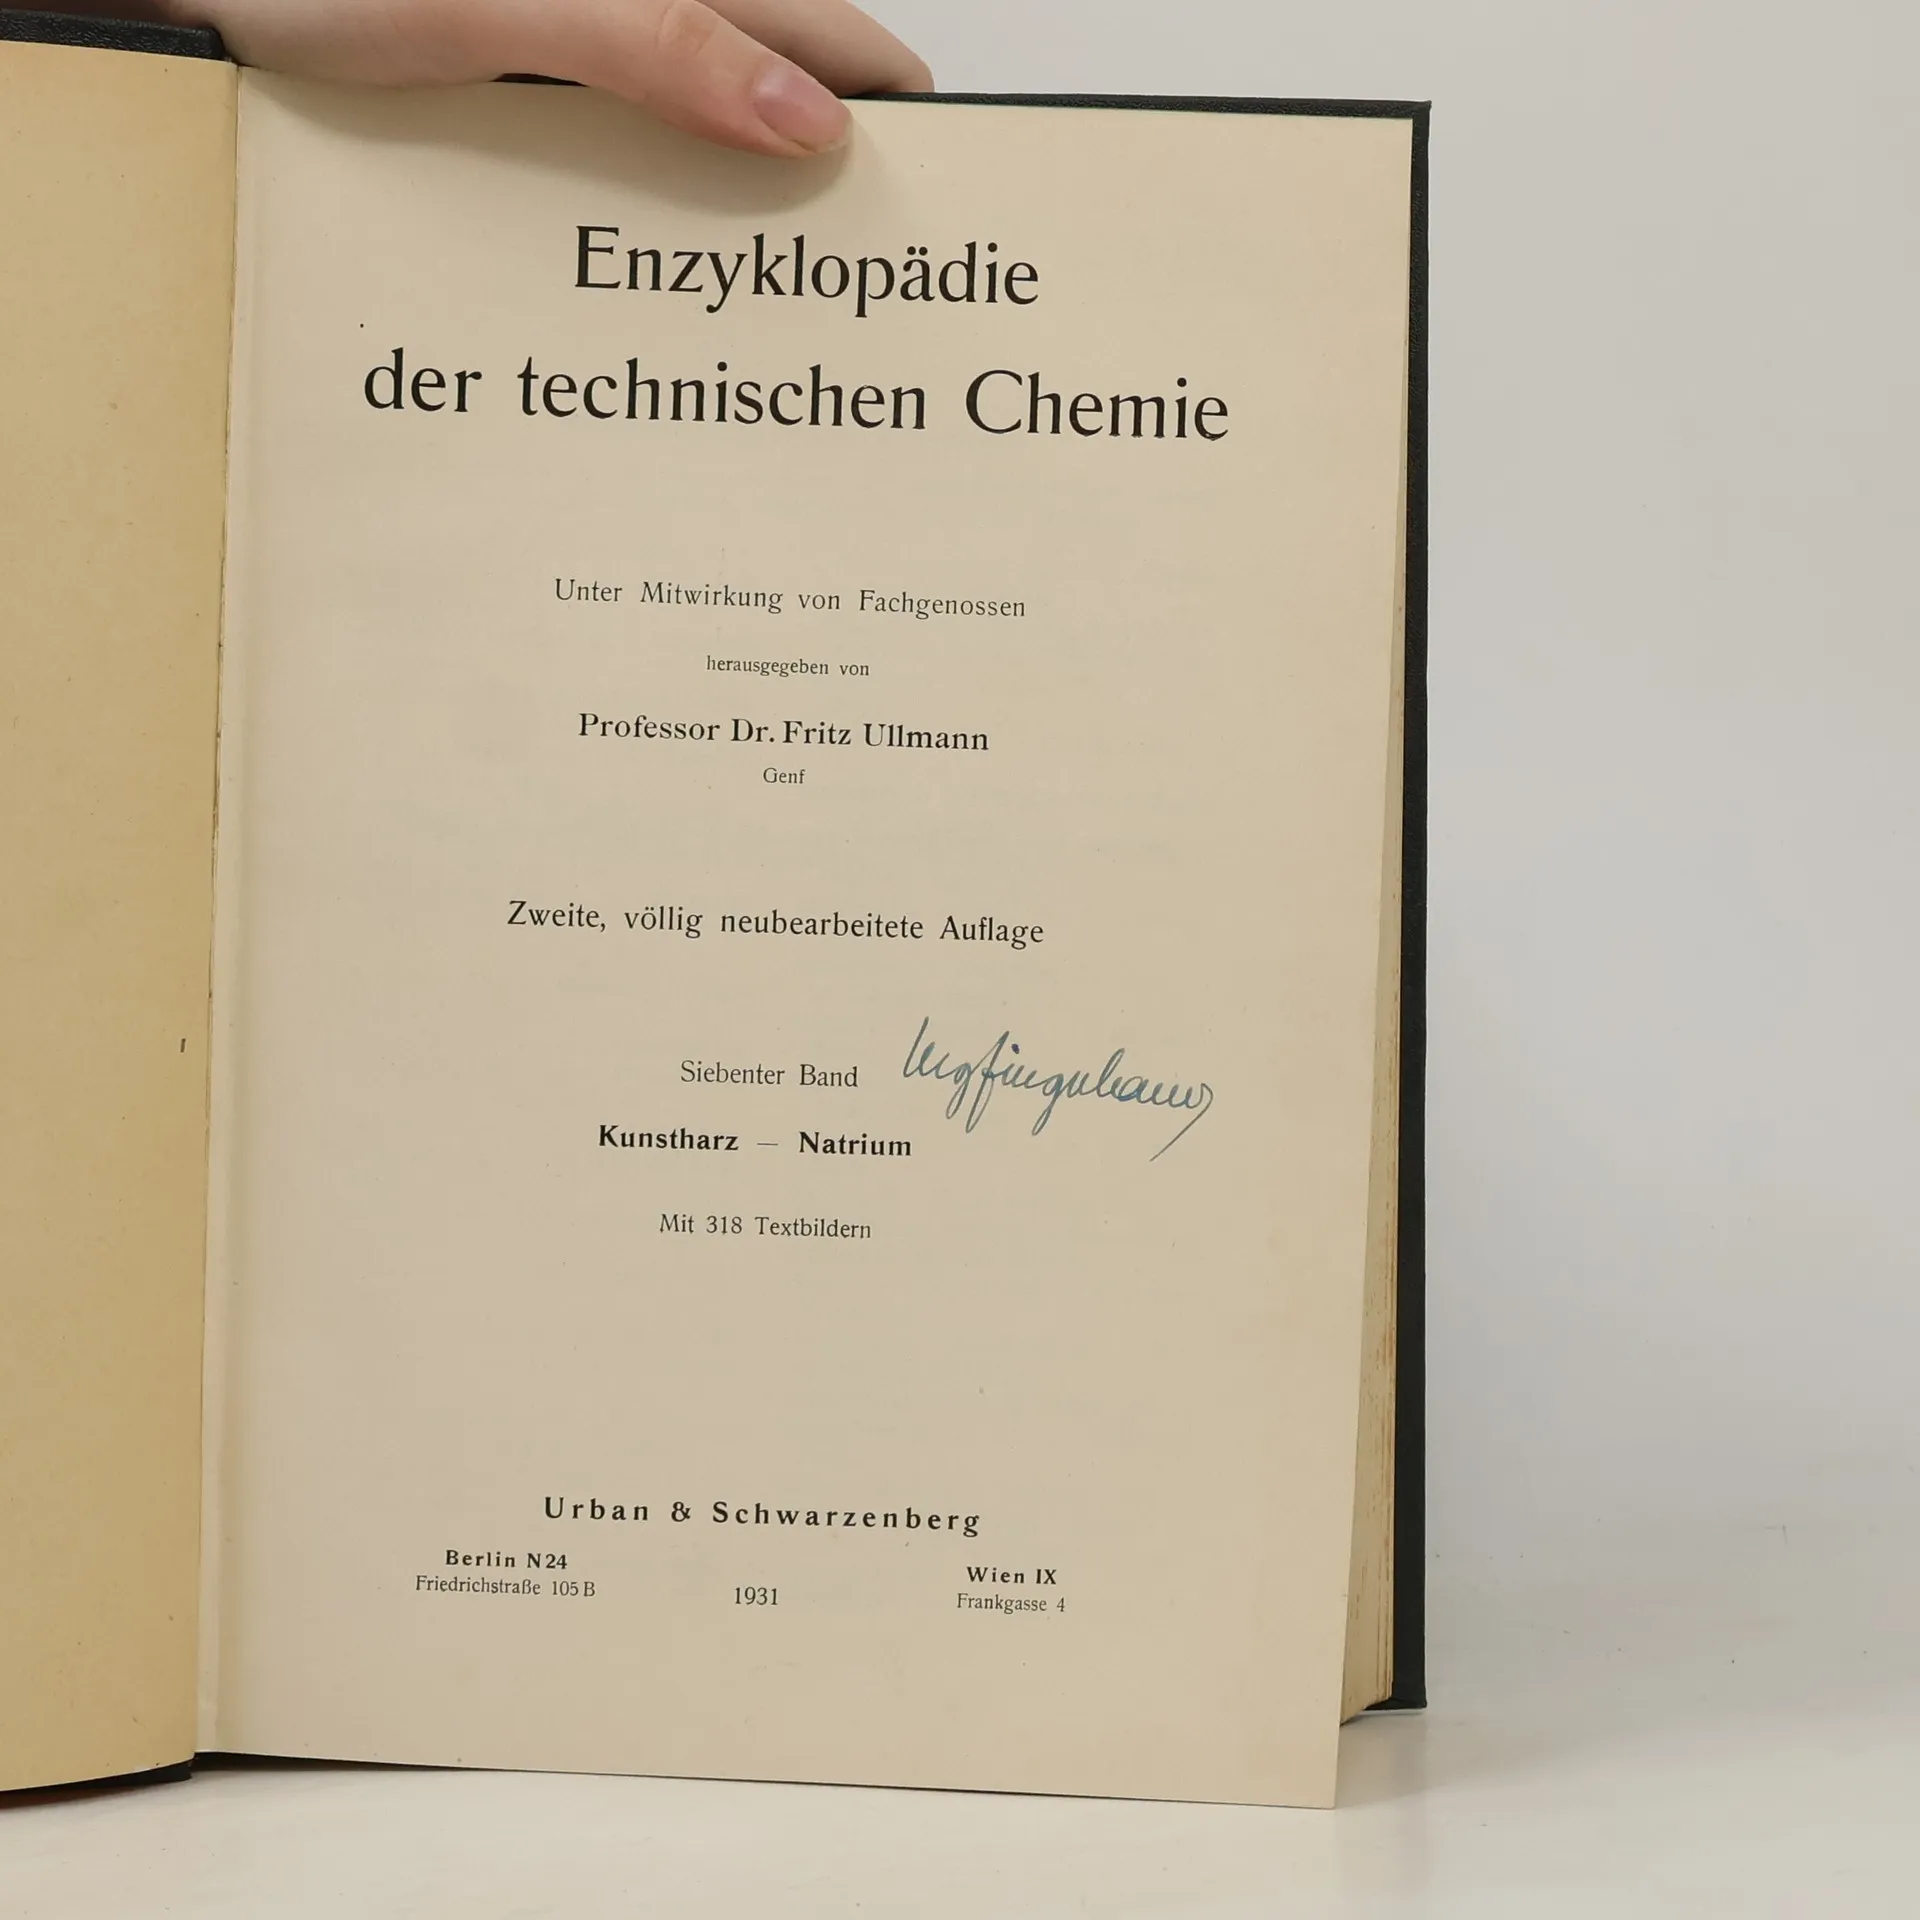 Enzyklopädie
der technischen Chemie
Unter Mitwirkung von Fachgenossen
herausgegeben von
Professor Dr. Fritz Ullmann
Genf
Zweite, völlig neubearbeitete Auflage
Siebenter Band
Kunstharz — Natrium
Mit 318 Textbildern
Urban & Schwarzenberg
Berlin N24
Friedrichstraße 105 B
1931
Wien IX
Frankgasse 4